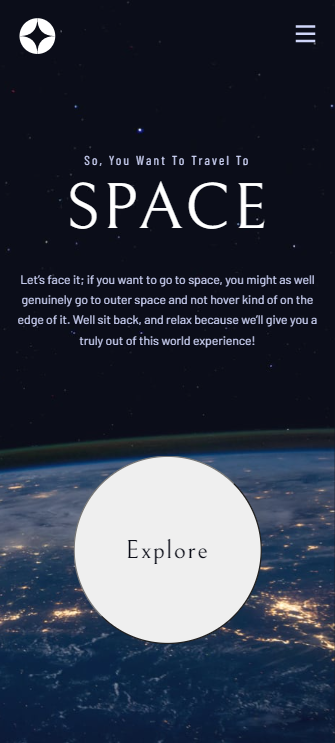 So, You Want To Travel To
SPACE
Let's face it; if you want to go to space, you might as well
genuinely go to outer space and not hover kind of on the
edge of it. Well sit back, and relax because we'll give you a
truly out of this world experience!
Explore